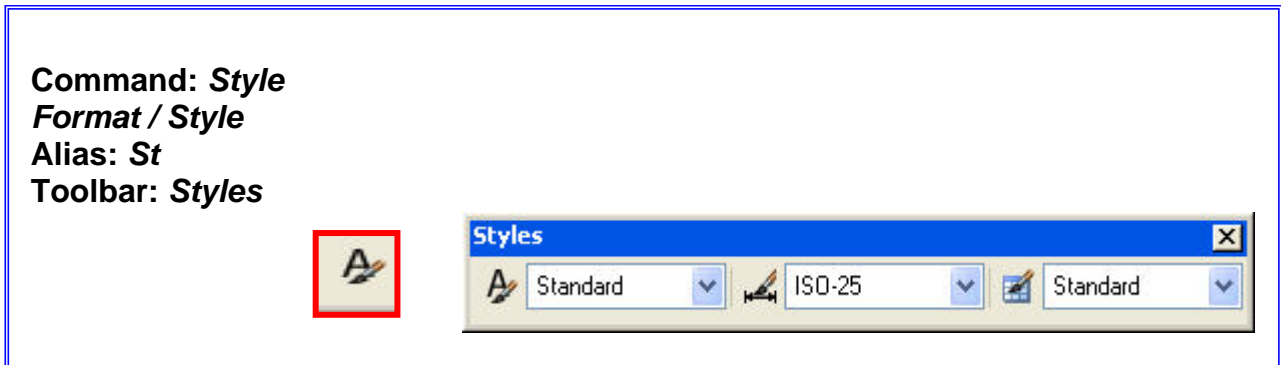 Command: Style
Format / Style
Alias: St
Toolbar: Styles
Styles
Standard ISO-25 Standard